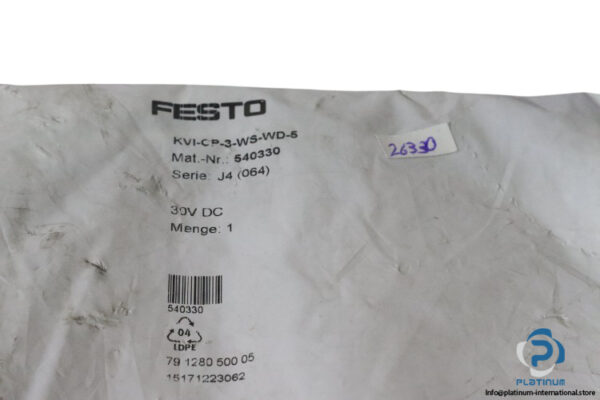 FESTO
KVI-CP-3-WS-WD-5
Mat.-Nr.: 540330
Serie: J4 (064)
26330
30V DC
Menge: 1
540330
04
LDPE
79 1280 500 05
15171223062
PLATINUM
info@platinum-international.store